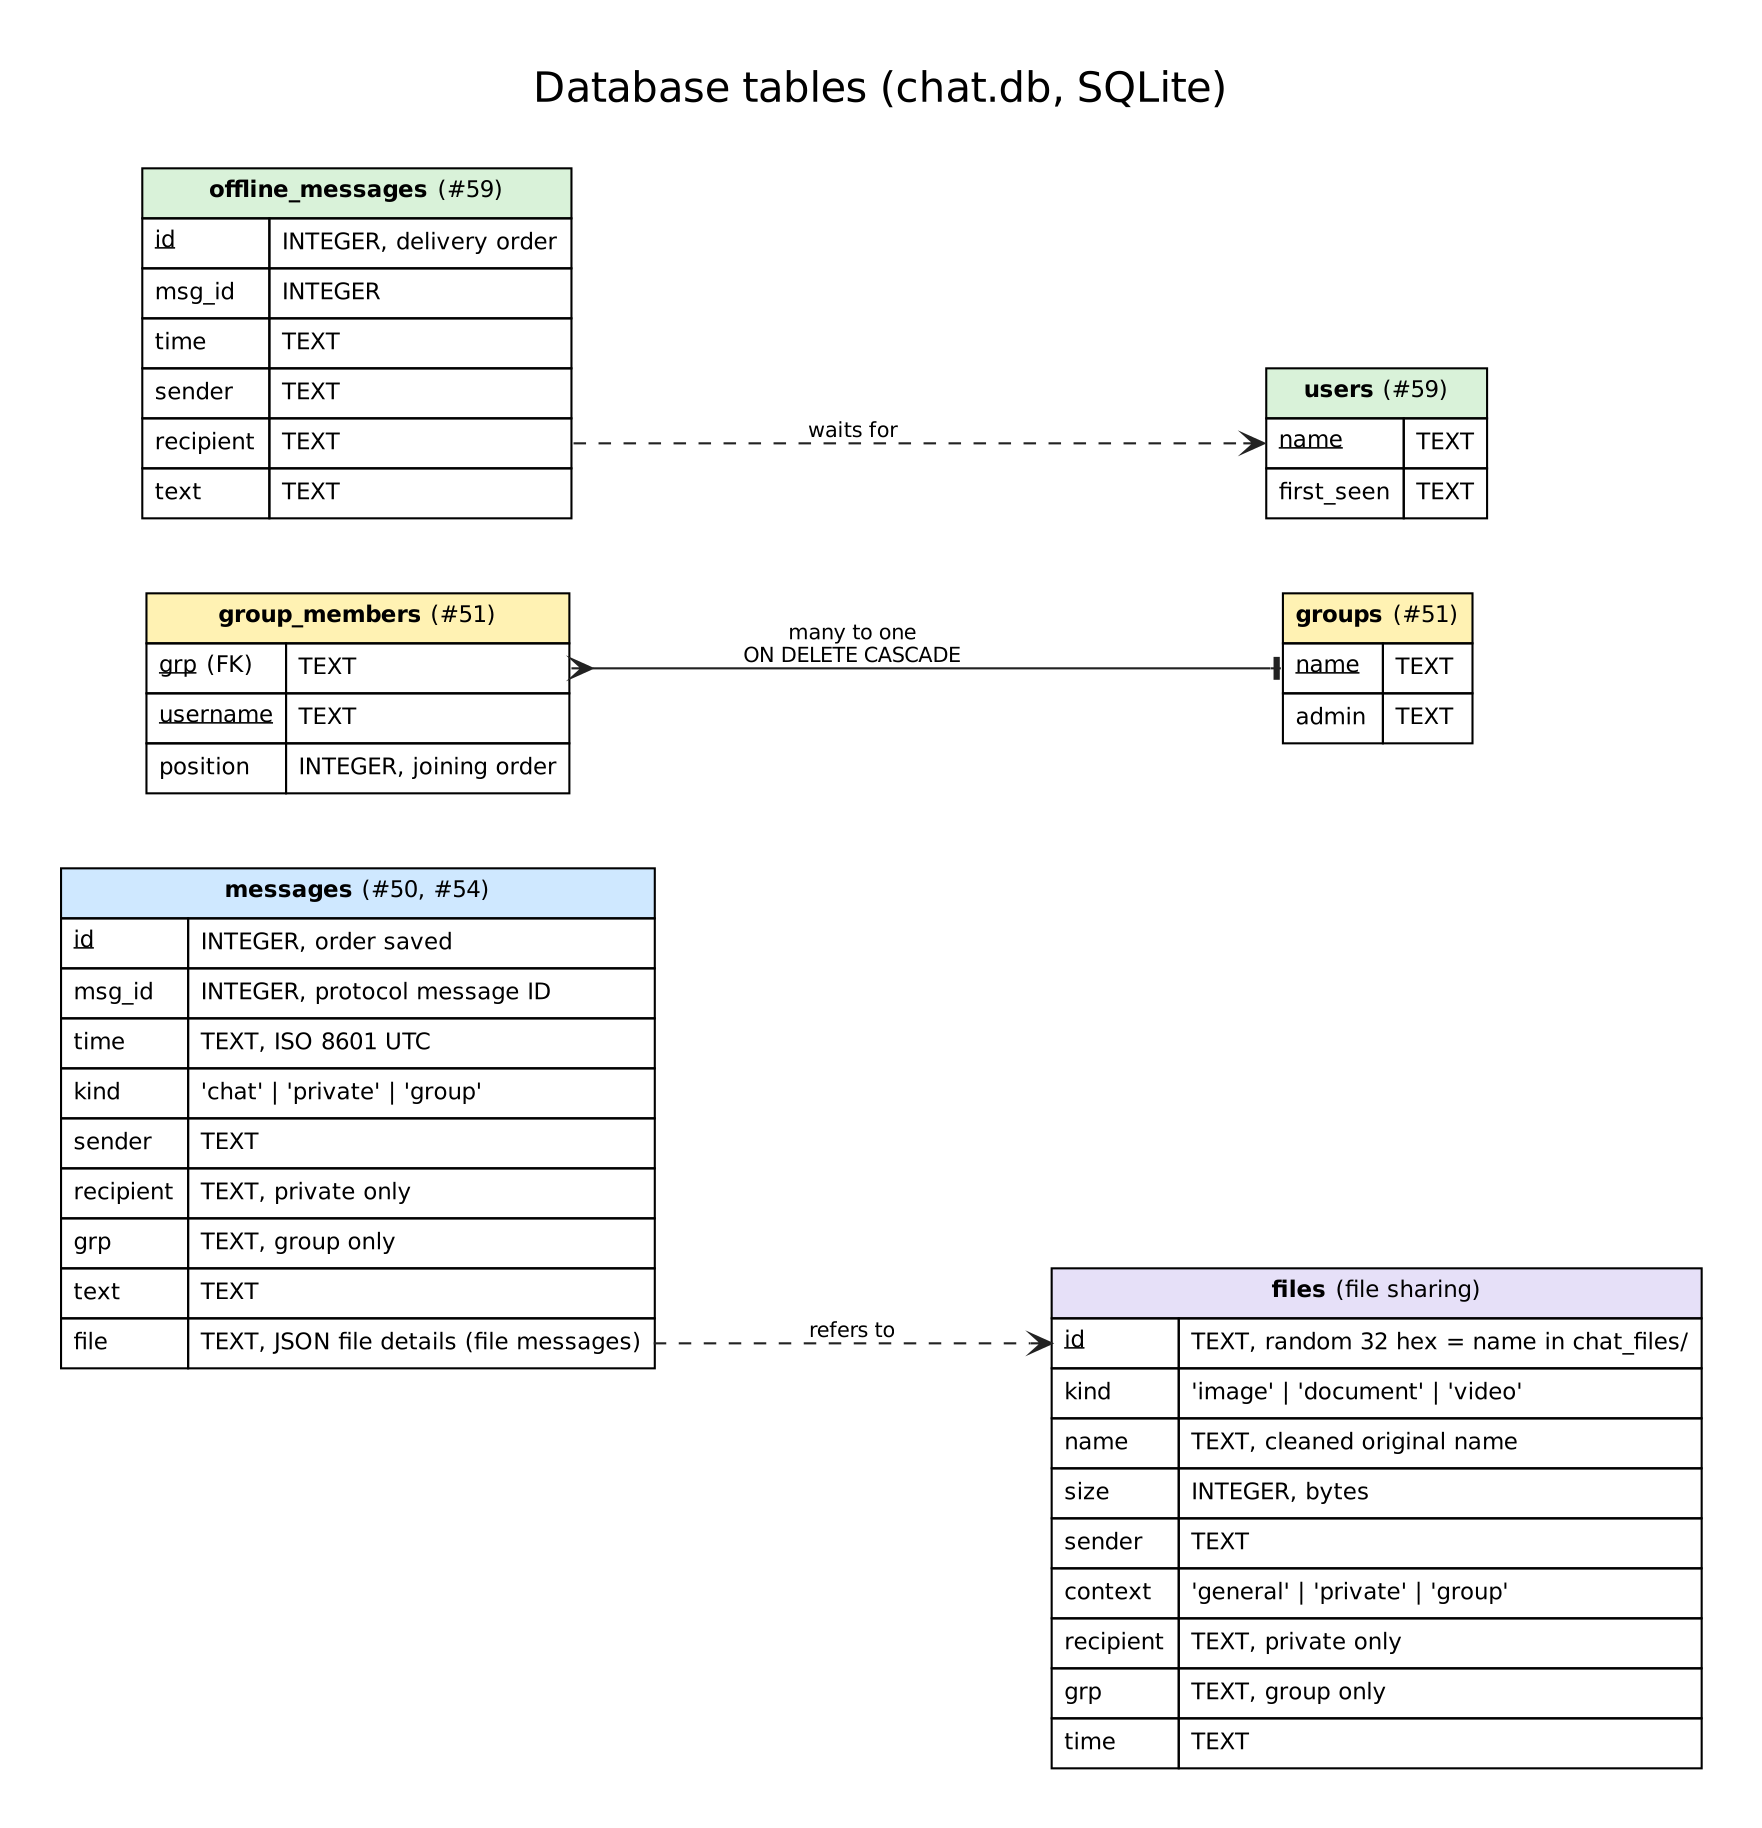 Database tables (chat.db, SQLite)
offline_messages (#59)
id INTEGER, delivery order
msg_id INTEGER
time TEXT
sender TEXT
recipient TEXT
text TEXT
waits for
users (#59)
name TEXT
first_seen TEXT
group_members (#51)
grp (FK) TEXT
username TEXT
position INTEGER, joining order
many to one
ON DELETE CASCADE
groups (#51)
name TEXT
admin TEXT
messages (#50, #54)
id INTEGER, order saved
msg_id INTEGER, protocol message ID
time TEXT, ISO 8601 UTC
kind 'chat' | 'private' | 'group'
sender TEXT
recipient TEXT, private only
grp TEXT, group only
text TEXT
file TEXT, JSON file details (file messages)
refers to
files (file sharing)
id TEXT, random 32 hex = name in chat_files/
kind 'image' | 'document' | 'video'
name TEXT, cleaned original name
size INTEGER, bytes
sender TEXT
context 'general' | 'private' | 'group'
recipient TEXT, private only
grp TEXT, group only
time TEXT